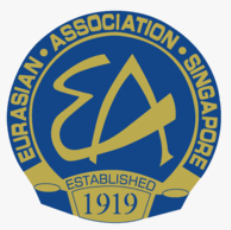 EURASIAN • ASSOCIATION • SINGAPORE
EA
ESTABLISHED
1919